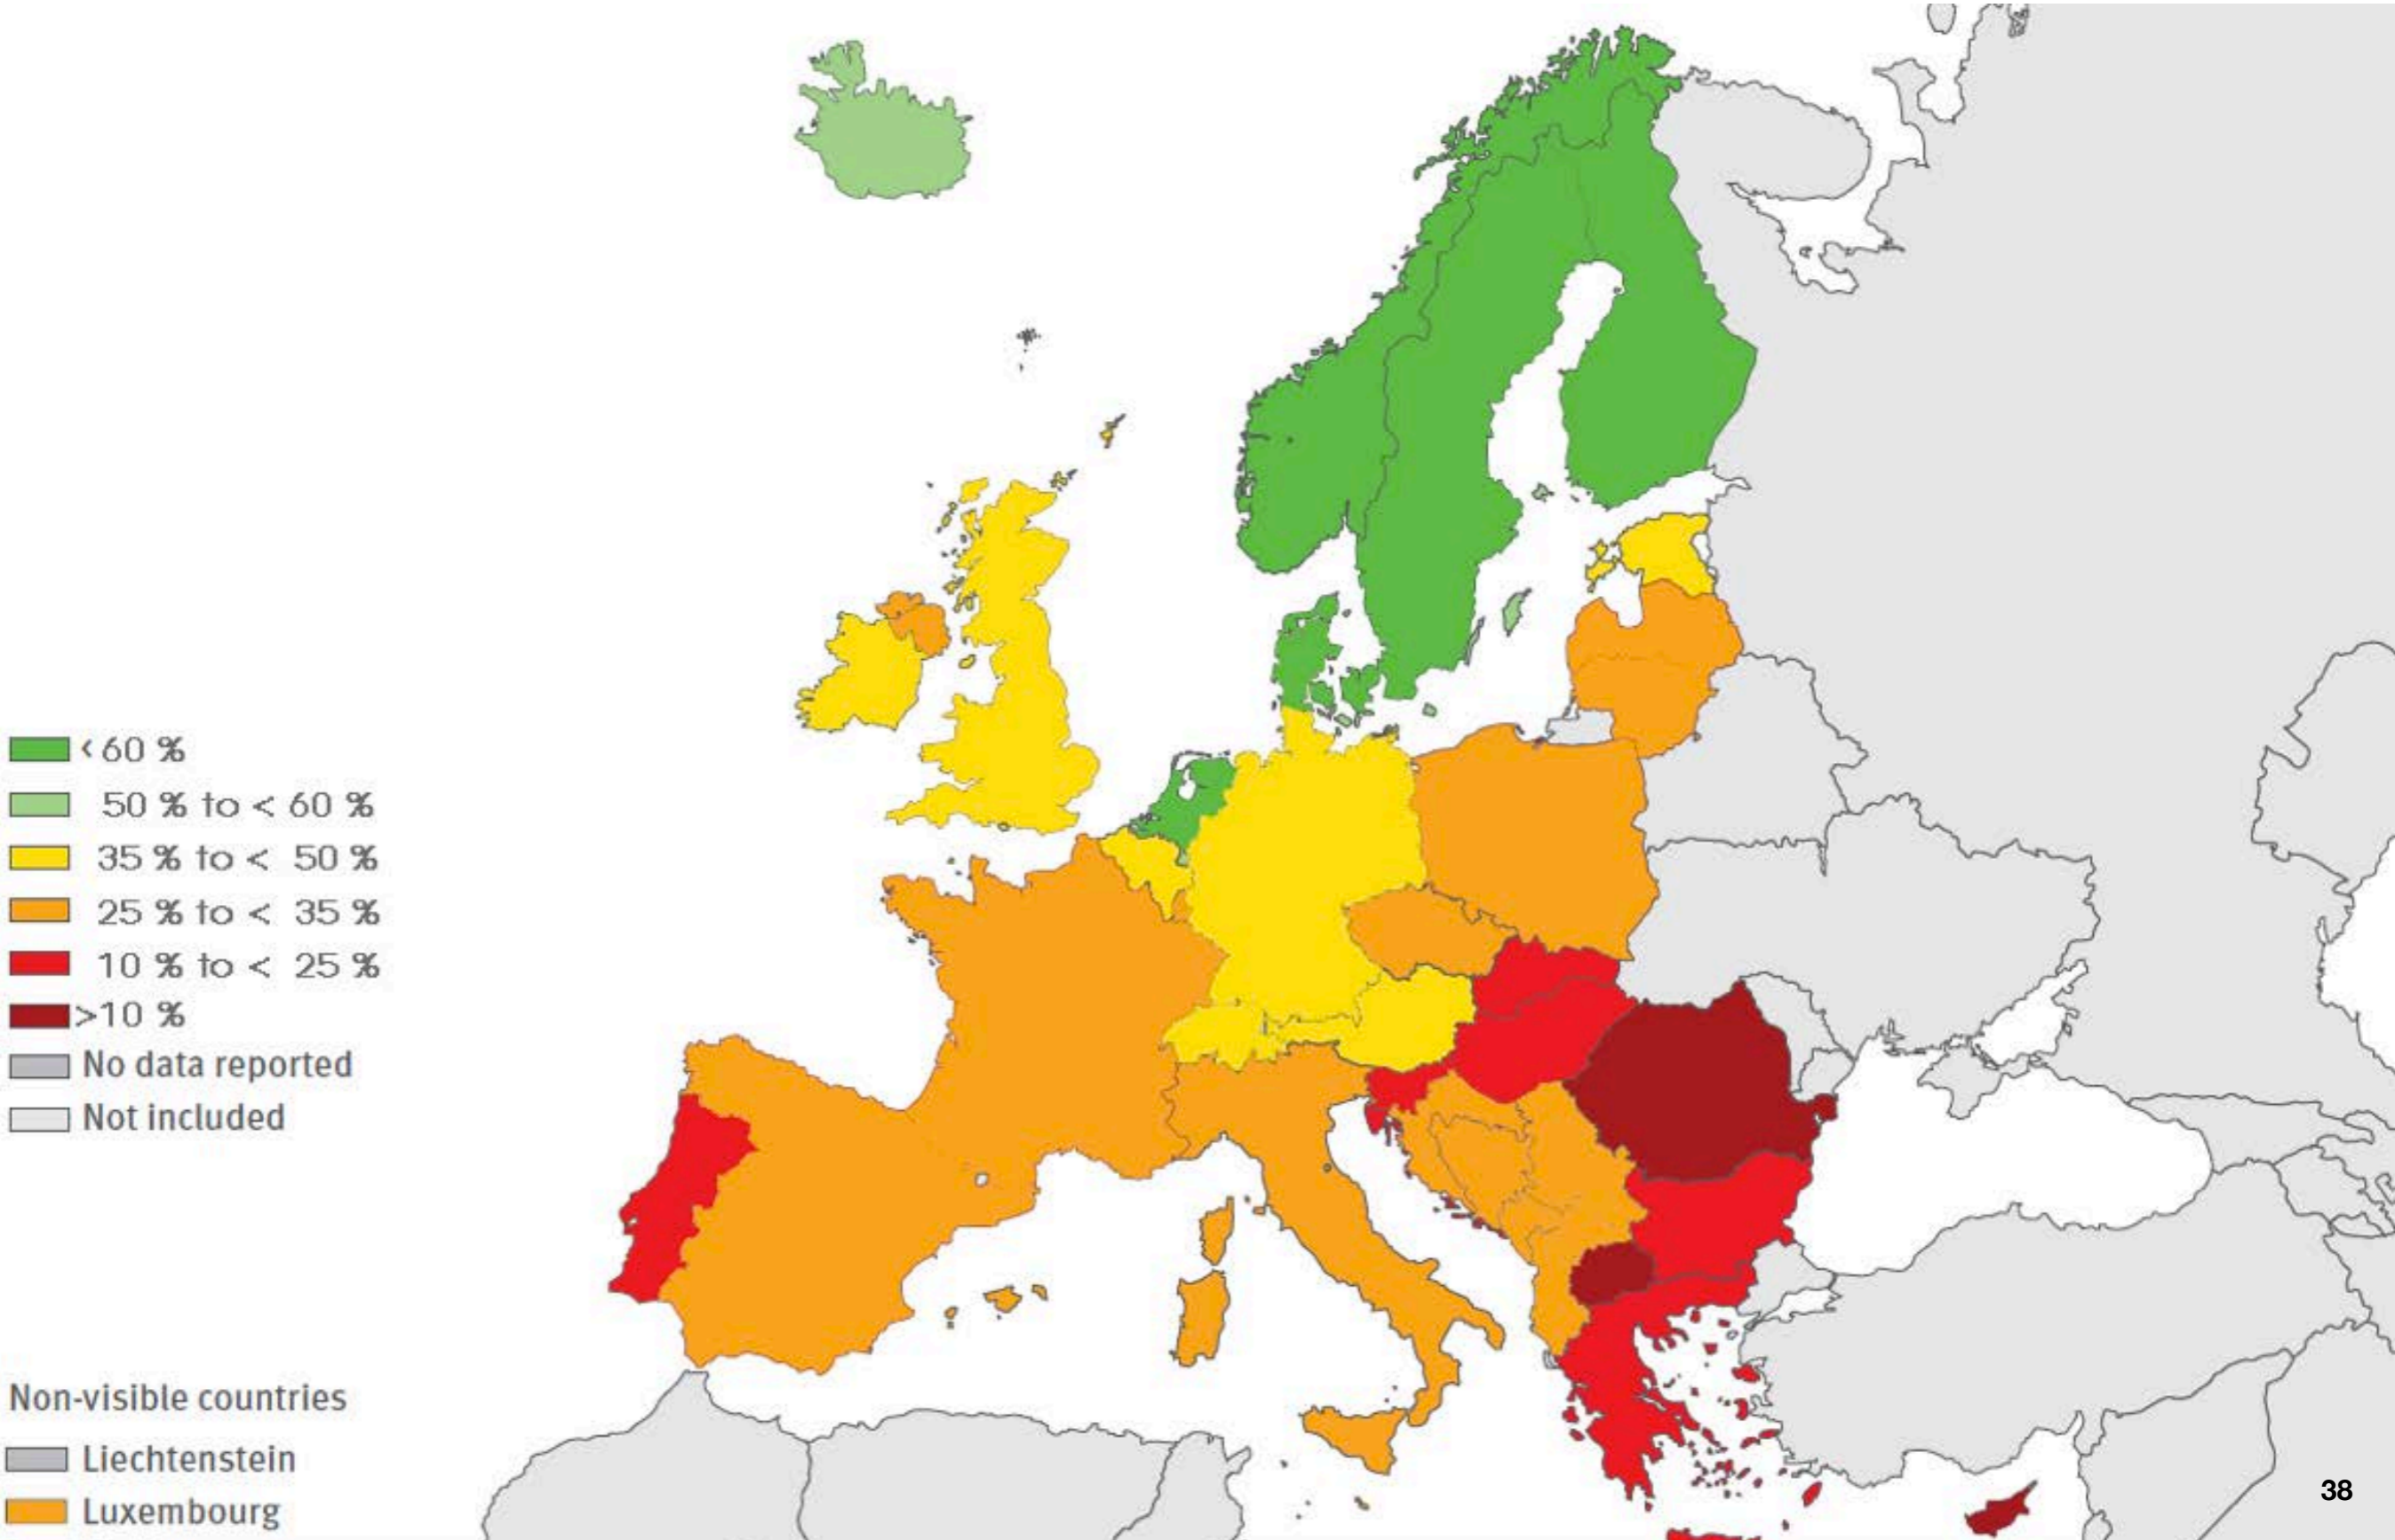 < 60 %
50 % to < 60 %
35 % to < 50 %
25 % to < 35 %
10 % to < 25 %
>10 %
No data reported
Not included
Non-visible countries
Liechtenstein
Luxembourg
38